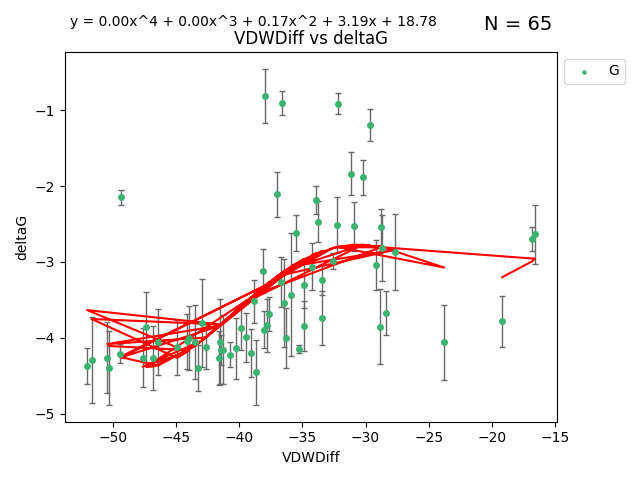 y = 0.00x^4 + 0.00x^3 + 0.17x^2 + 3.19x + 18.78
N = 65
VDWDiff vs deltaG
G
deltaG
−1
−2
−3
−4
−5
−50 −45 −40 −35 −30 −25 −20 −15
VDWDiff